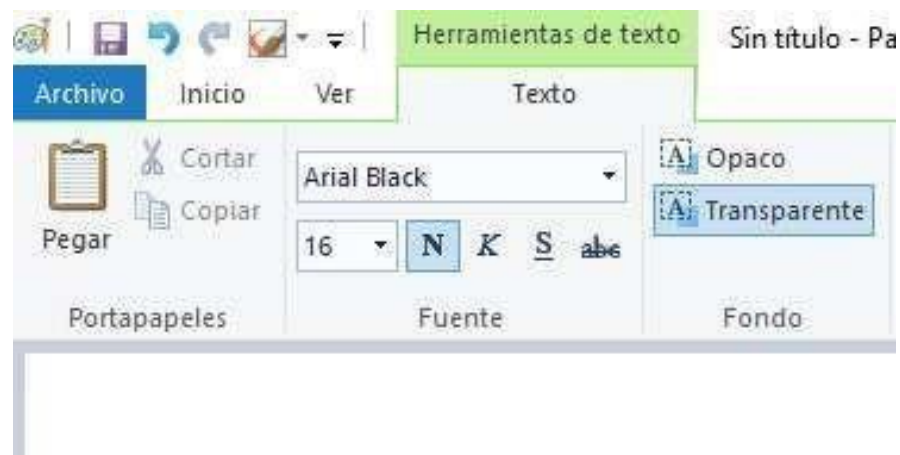 Herramientas de texto
Sin título - Pa
Archivo
Inicio
Ver
Texto
Pegar
Cortar
Copiar
Portapapeles
Arial Black
16
N K S abc
Fuente
Opaco
Transparente
Fondo